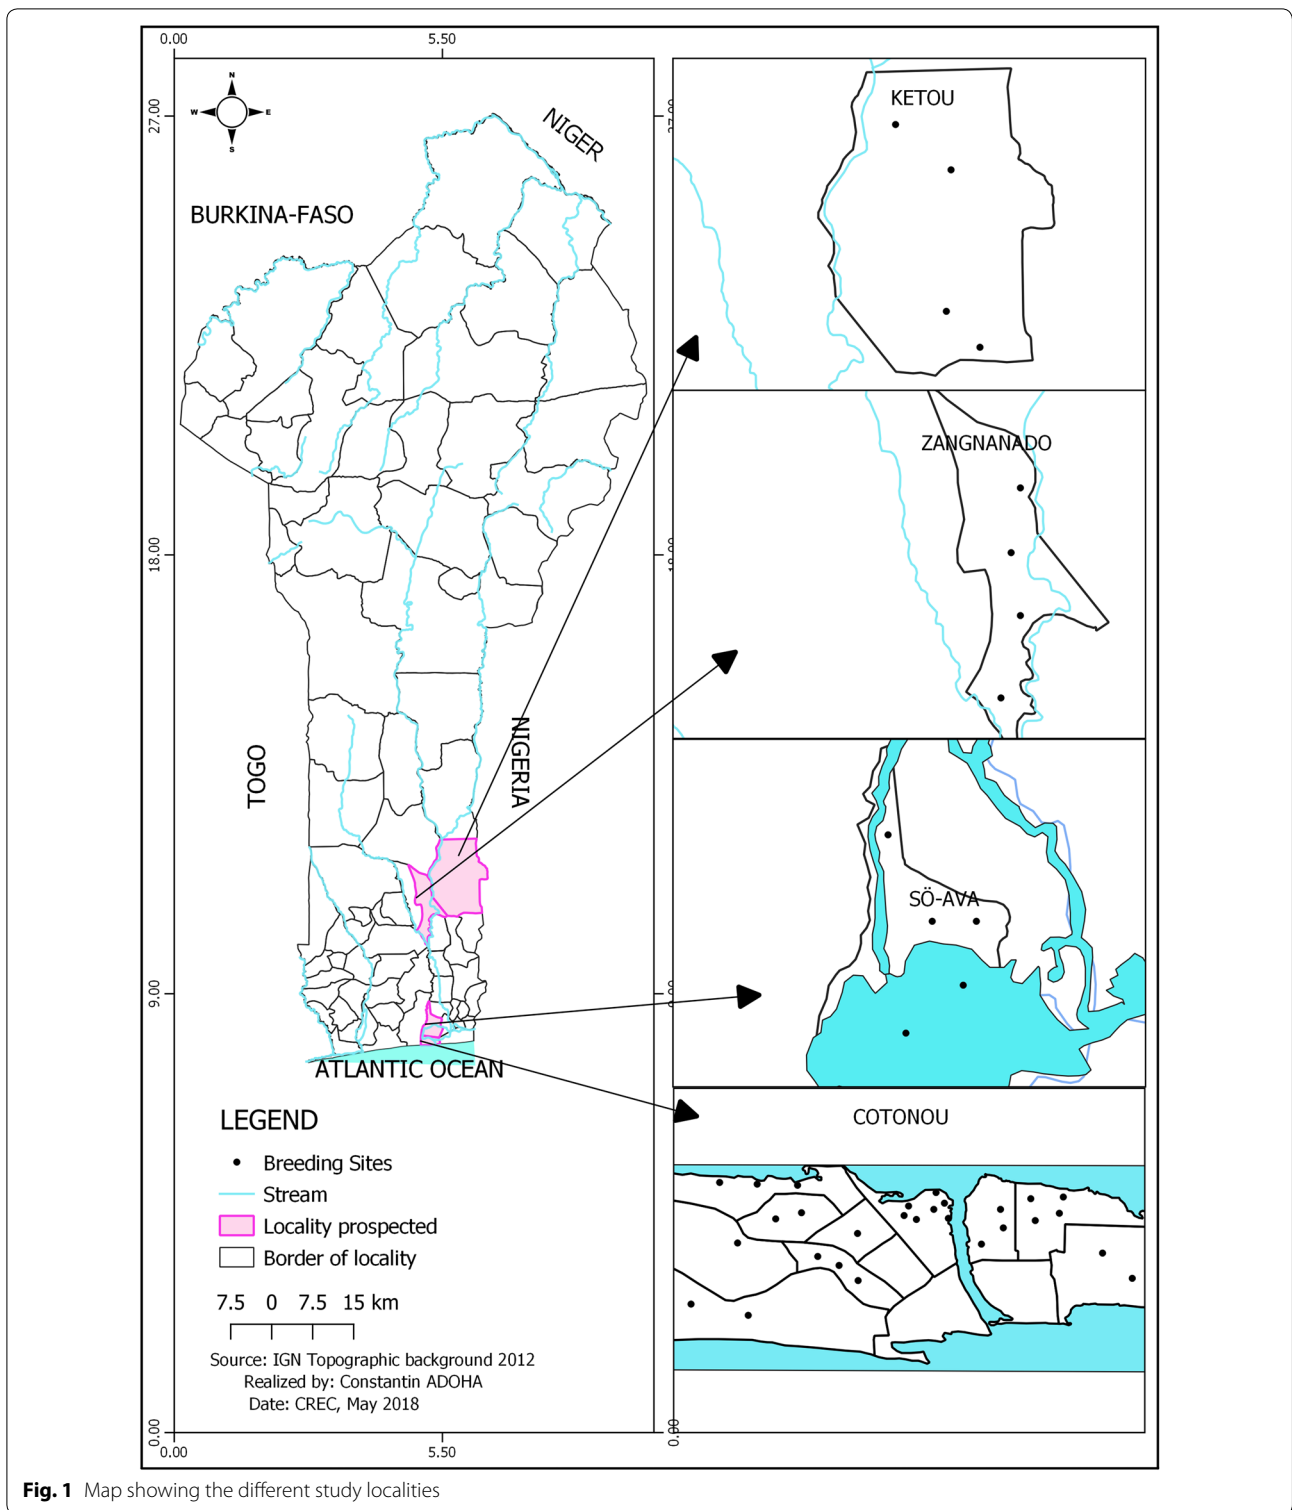 0.00 5.50
27.00
N
W E
S
NIGER
BURKINA-FASO
18.00
TOGO
NIGERIA
9.00
ATLANTIC OCEAN
LEGEND
Breeding Sites
Stream
Locality prospected
Border of locality
7.5 0 7.5 15 km
Source: IGN Topographic background 2012
Realized by: Constantin ADOHA
Date: CREC, May 2018
0.00
0.00 5.50
KETOU
ZANGNANADO
SÖ-AVA
COTONOU
0.00
Fig. 1 Map showing the different study localities